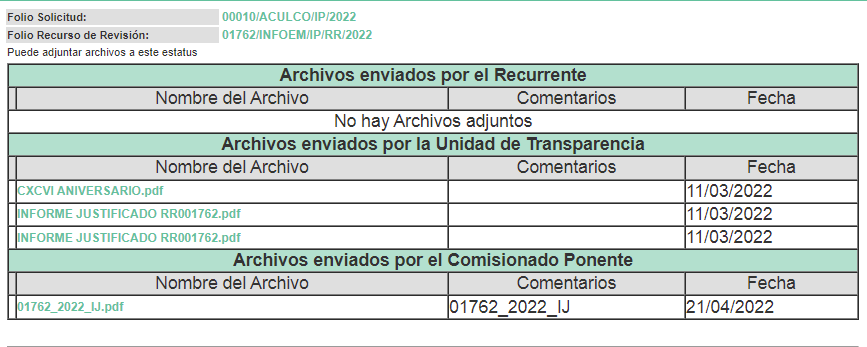 Folio Solicitud: 00010/ACULCO/IP/2022
Folio Recurso de Revisión: 01762/INFOEM/IP/RR/2022
Puede adjuntar archivos a este estatus
Archivos enviados por el Recurrente
Nombre del Archivo Comentarios Fecha
No hay Archivos adjuntos
Archivos enviados por la Unidad de Transparencia
Nombre del Archivo Comentarios Fecha
CXCVI ANIVERSARIO.pdf 11/03/2022
INFORME JUSTIFICADO RR001762.pdf 11/03/2022
INFORME JUSTIFICADO RR001762.pdf 11/03/2022
Archivos enviados por el Comisionado Ponente
Nombre del Archivo Comentarios Fecha
01762_2022_IJ.pdf 01762_2022_IJ 21/04/2022